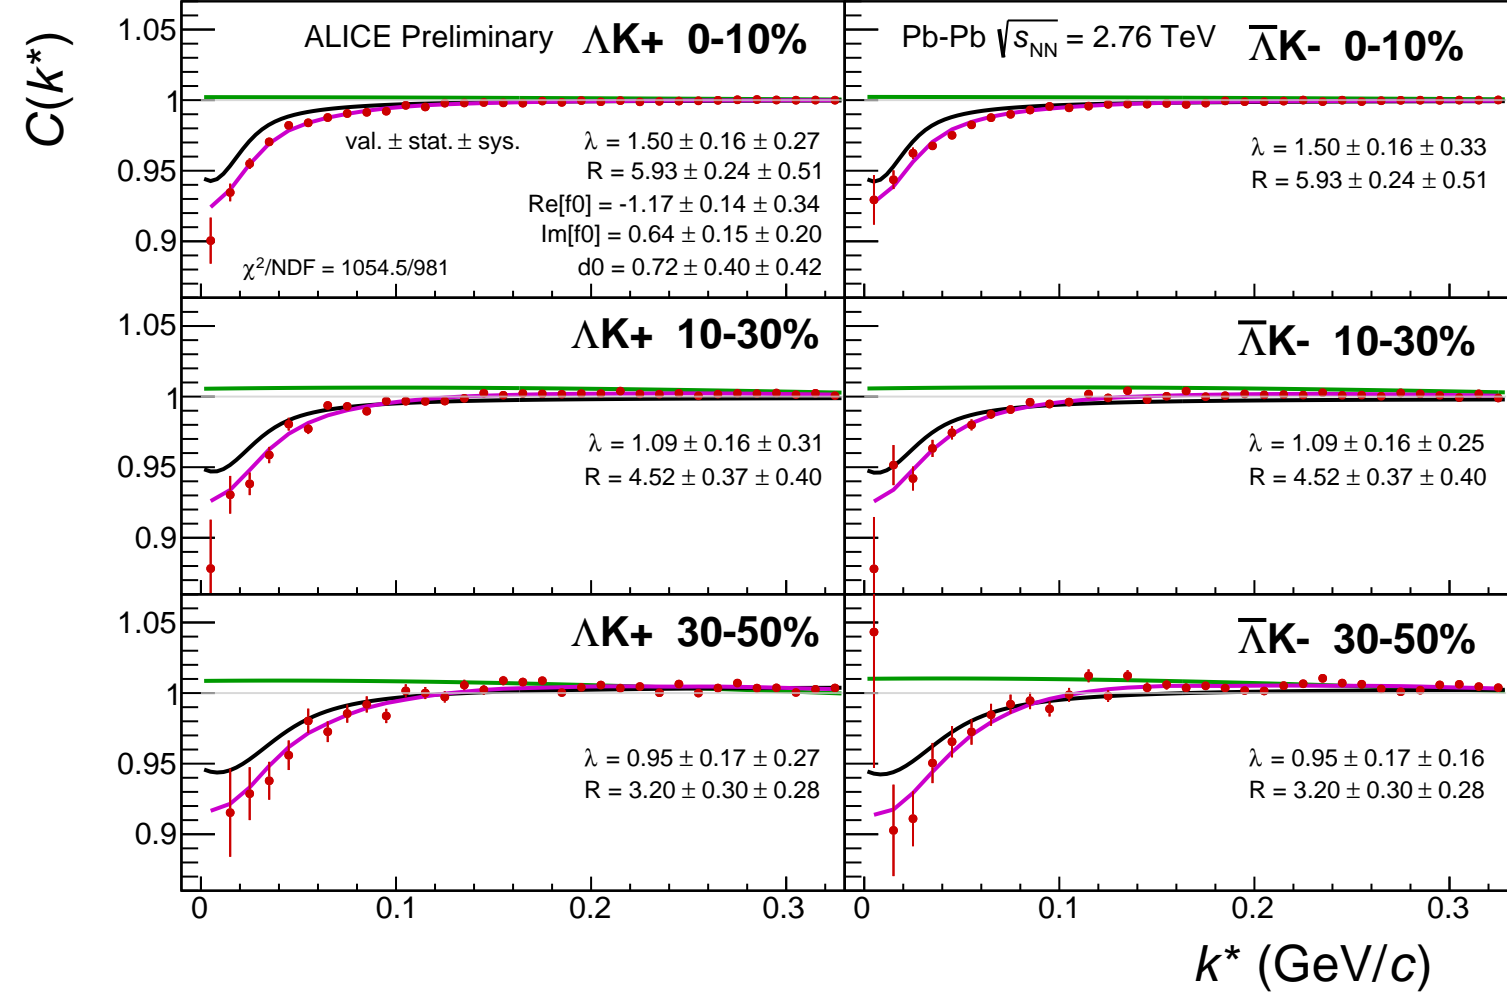 C(k*)
ALICE Preliminary ΛK+ 0-10%
val. ± stat. ± sys.
λ = 1.50 ± 0.16 ± 0.27
R = 5.93 ± 0.24 ± 0.51
Re[f0] = -1.17 ± 0.14 ± 0.34
Im[f0] = 0.64 ± 0.15 ± 0.20
d0 = 0.72 ± 0.40 ± 0.42
χ²/NDF = 1054.5/981
1.05
1
0.95
0.9
Pb-Pb √s_NN = 2.76 TeV Λ̅K- 0-10%
λ = 1.50 ± 0.16 ± 0.33
R = 5.93 ± 0.24 ± 0.51
ΛK+ 10-30%
λ = 1.09 ± 0.16 ± 0.31
R = 4.52 ± 0.37 ± 0.40
1.05
1
0.95
0.9
Λ̅K- 10-30%
λ = 1.09 ± 0.16 ± 0.25
R = 4.52 ± 0.37 ± 0.40
ΛK+ 30-50%
λ = 0.95 ± 0.17 ± 0.27
R = 3.20 ± 0.30 ± 0.28
1.05
1
0.95
0.9
Λ̅K- 30-50%
λ = 0.95 ± 0.17 ± 0.16
R = 3.20 ± 0.30 ± 0.28
0 0.1 0.2 0.3
0 0.1 0.2 0.3
k* (GeV/c)